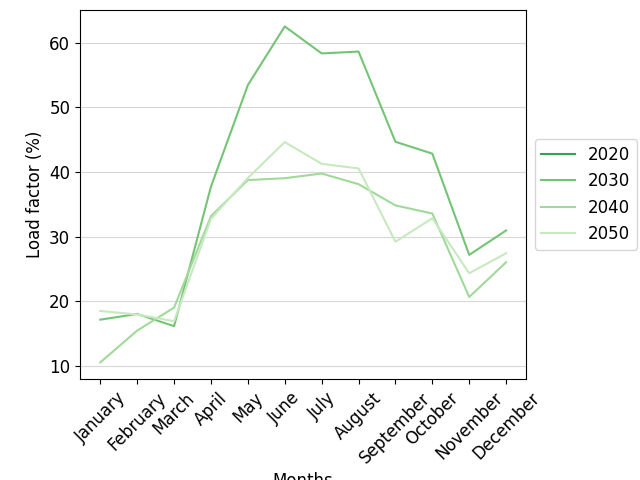 60
50
40
30
20
10
Load factor (%)
January
February
March
April
May
June
July
August
September
October
November
December
Months
2020
2030
2040
2050